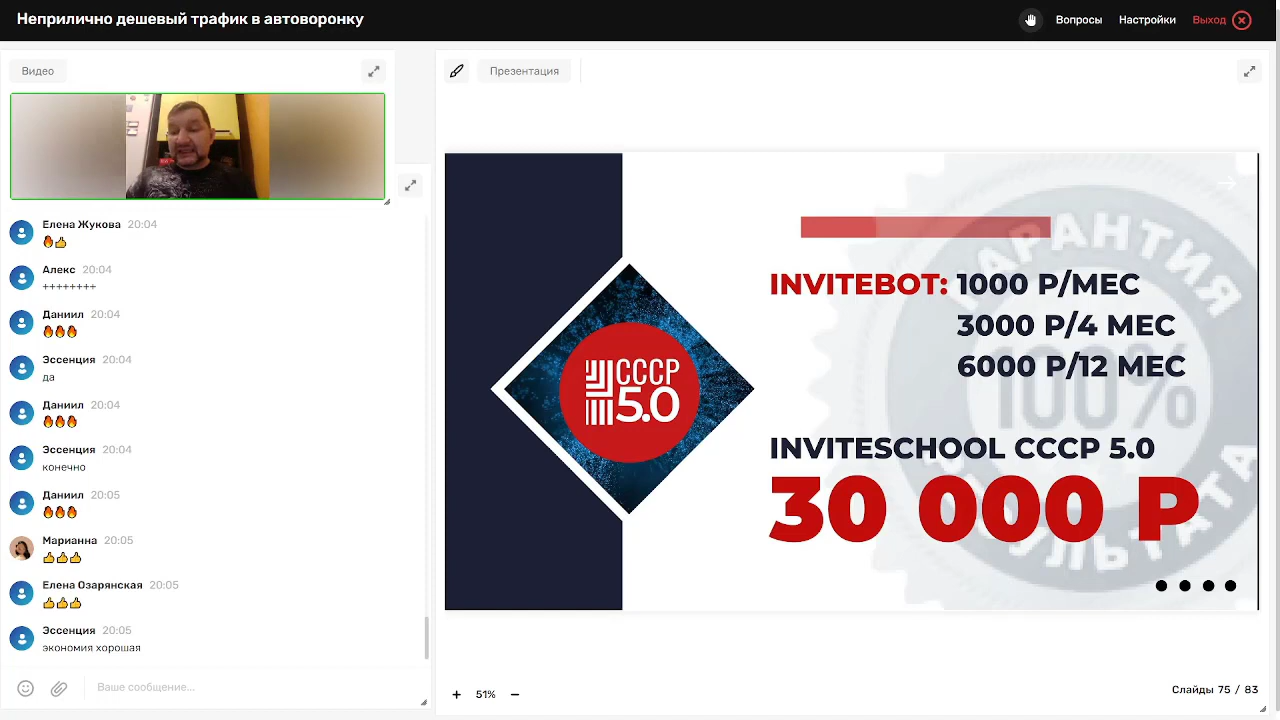 Неприлично дешевый трафик в автоворонку
Вопросы
Настройки
Выход
Видео
Елена Жукова 20:04
🔥👍
Алекс 20:04
++++++++
Даниил 20:04
🔥🔥🔥
Эссенция 20:04
да
Даниил 20:04
🔥🔥🔥
Эссенция 20:04
конечно
Даниил 20:05
🔥🔥🔥
Марианна 20:05
👍👍👍
Елена Озарянская 20:05
👍👍👍
Эссенция 20:05
экономия хорошая
Ваше сообщение...
Презентация
ГАРАНТИЯ
100%
СССР
5.0
INVITEBOT: 1000 Р/МЕС
3000 Р/4 МЕС
6000 Р/12 МЕС
INVITESCHOOL СССР 5.0
30 000 Р
+ 51% −
Слайды 75 / 83